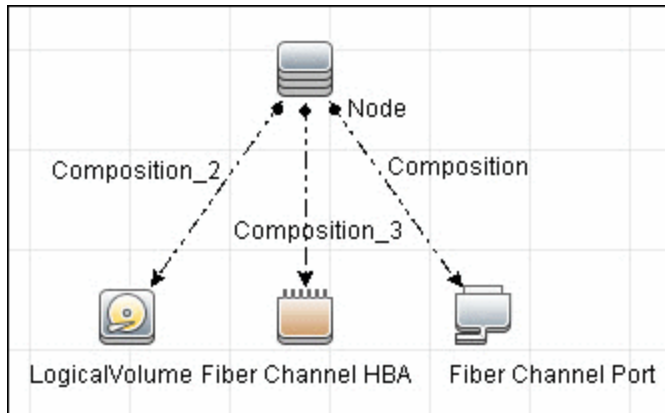 Node
Composition_2
Composition
Composition_3
LogicalVolume
Fiber Channel HBA
Fiber Channel Port